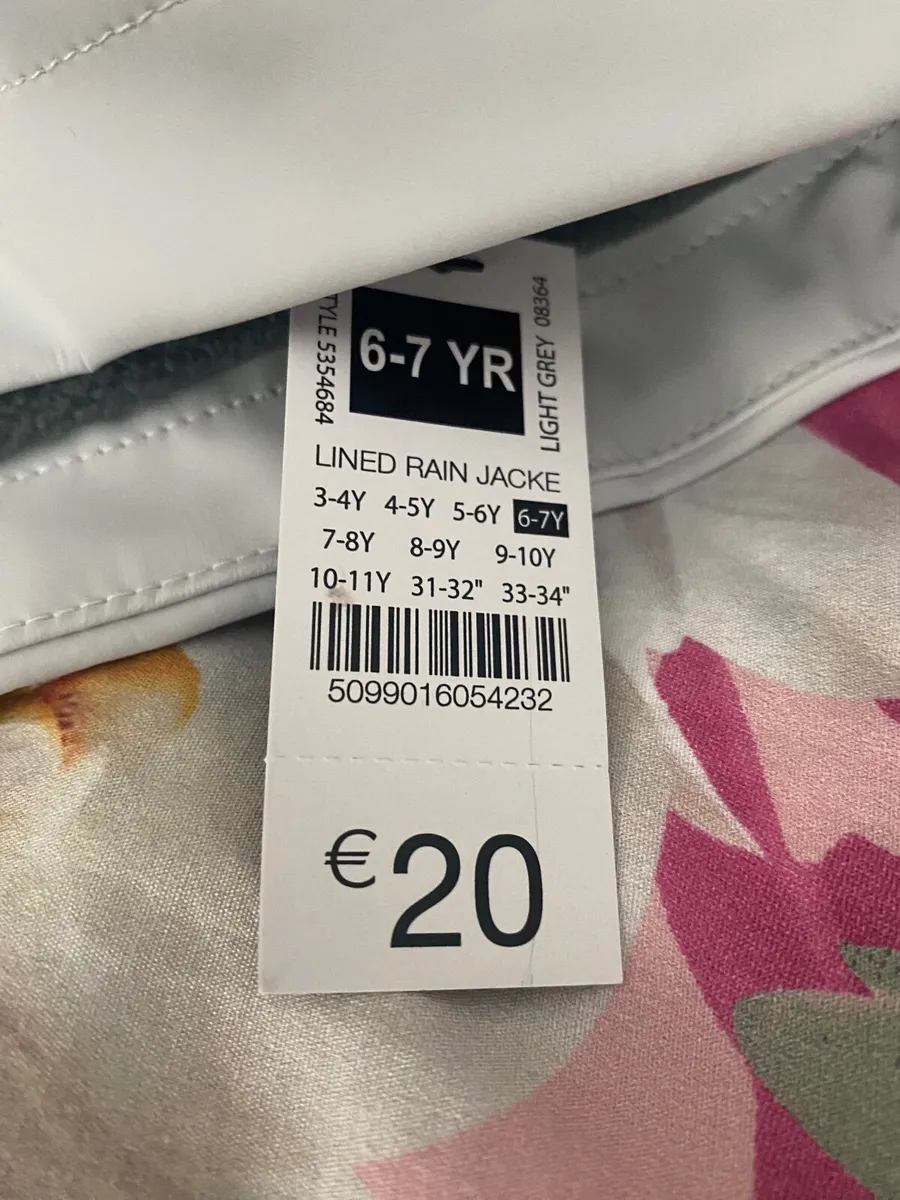 TYLE 5354684
6-7 YR
LIGHT GREY 08364
LINED RAIN JACKE
3-4Y 4-5Y 5-6Y 6-7Y
7-8Y 8-9Y 9-10Y
10-11Y 31-32" 33-34"
5099016054232
€20